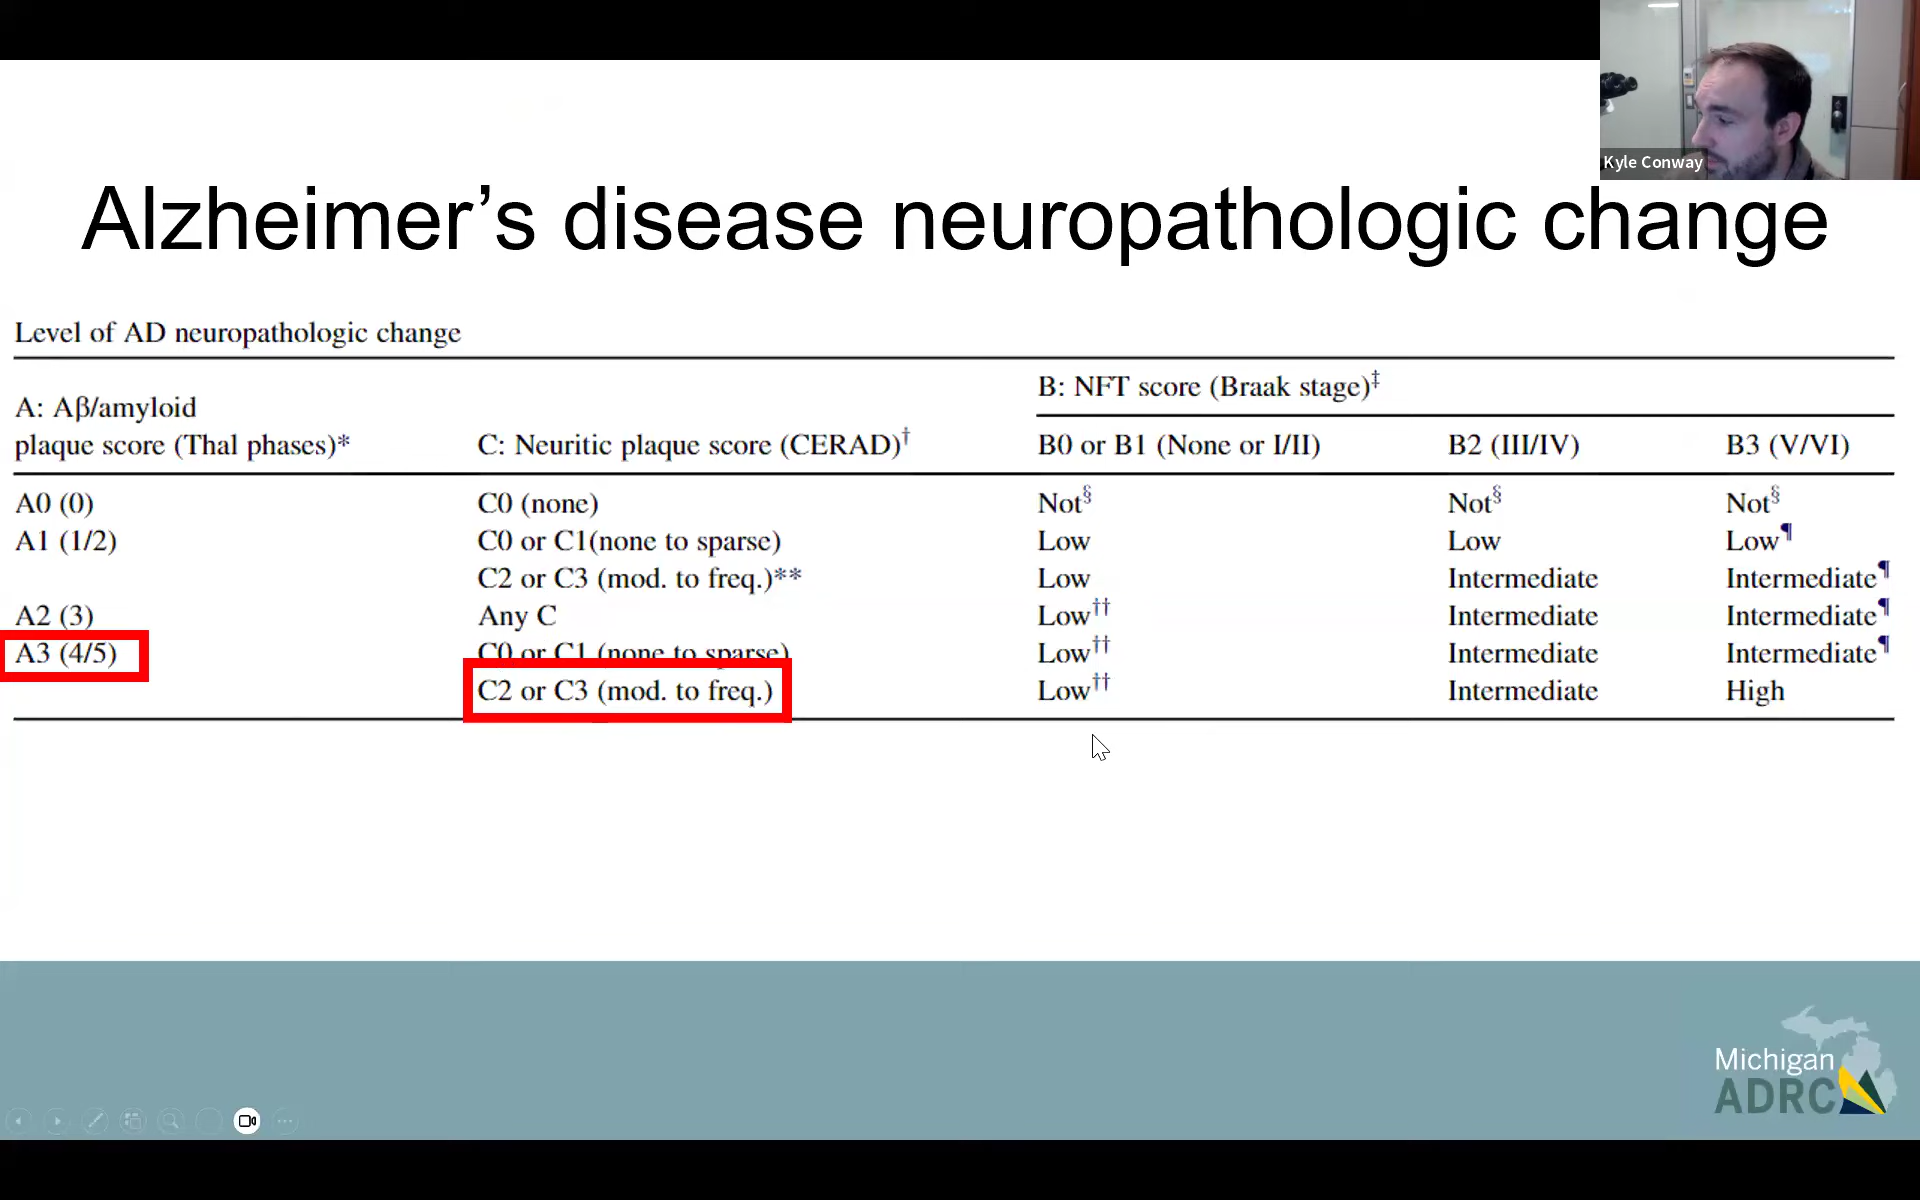 Kyle Conway
Alzheimer’s disease neuropathologic change
Level of AD neuropathologic change
B: NFT score (Braak stage)‡
A: Aβ/amyloid
plaque score (Thal phases)* C: Neuritic plaque score (CERAD)† B0 or B1 (None or I/II) B2 (III/IV) B3 (V/VI)
A0 (0) C0 (none) Not§ Not§ Not§
A1 (1/2) C0 or C1(none to sparse) Low Low Low¶
C2 or C3 (mod. to freq.)** Low Intermediate Intermediate¶
A2 (3) Any C Low†† Intermediate Intermediate¶
A3 (4/5) C0 or C1 (none to sparse) Low†† Intermediate Intermediate¶
C2 or C3 (mod. to freq.) Low†† Intermediate High
Michigan
ADRC